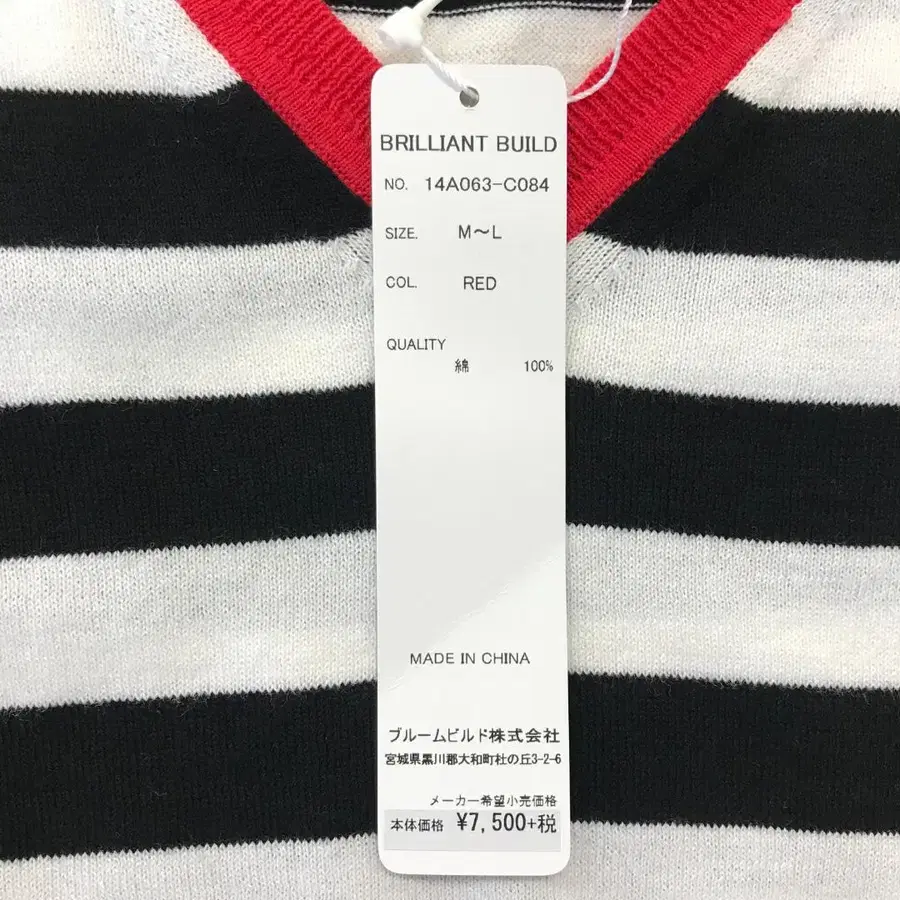 BRILLIANT BUILD
NO. 14A063-C084
SIZE. M～L
COL. RED
QUALITY
綿 100%
MADE IN CHINA
ブルームビルド株式会社
宮城県黒川郡大和町杜の丘3-2-6
メーカー希望小売価格
本体価格 ¥7,500+税